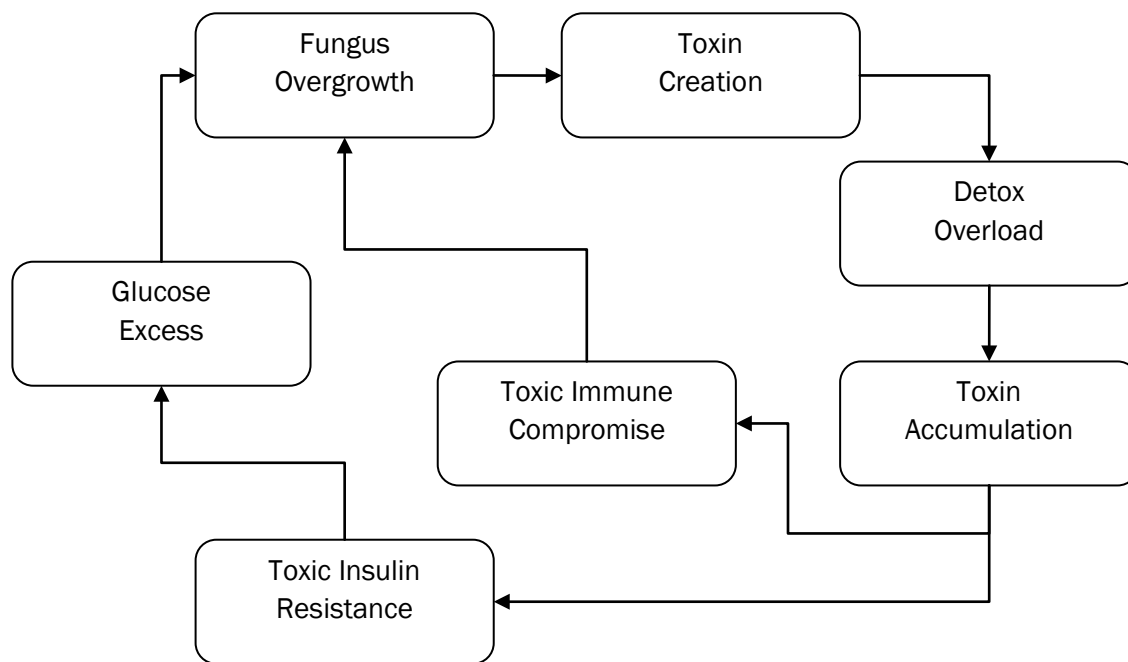 Fungus
Overgrowth
Toxin
Creation
Detox
Overload
Glucose
Excess
Toxic Immune
Compromise
Toxin
Accumulation
Toxic Insulin
Resistance